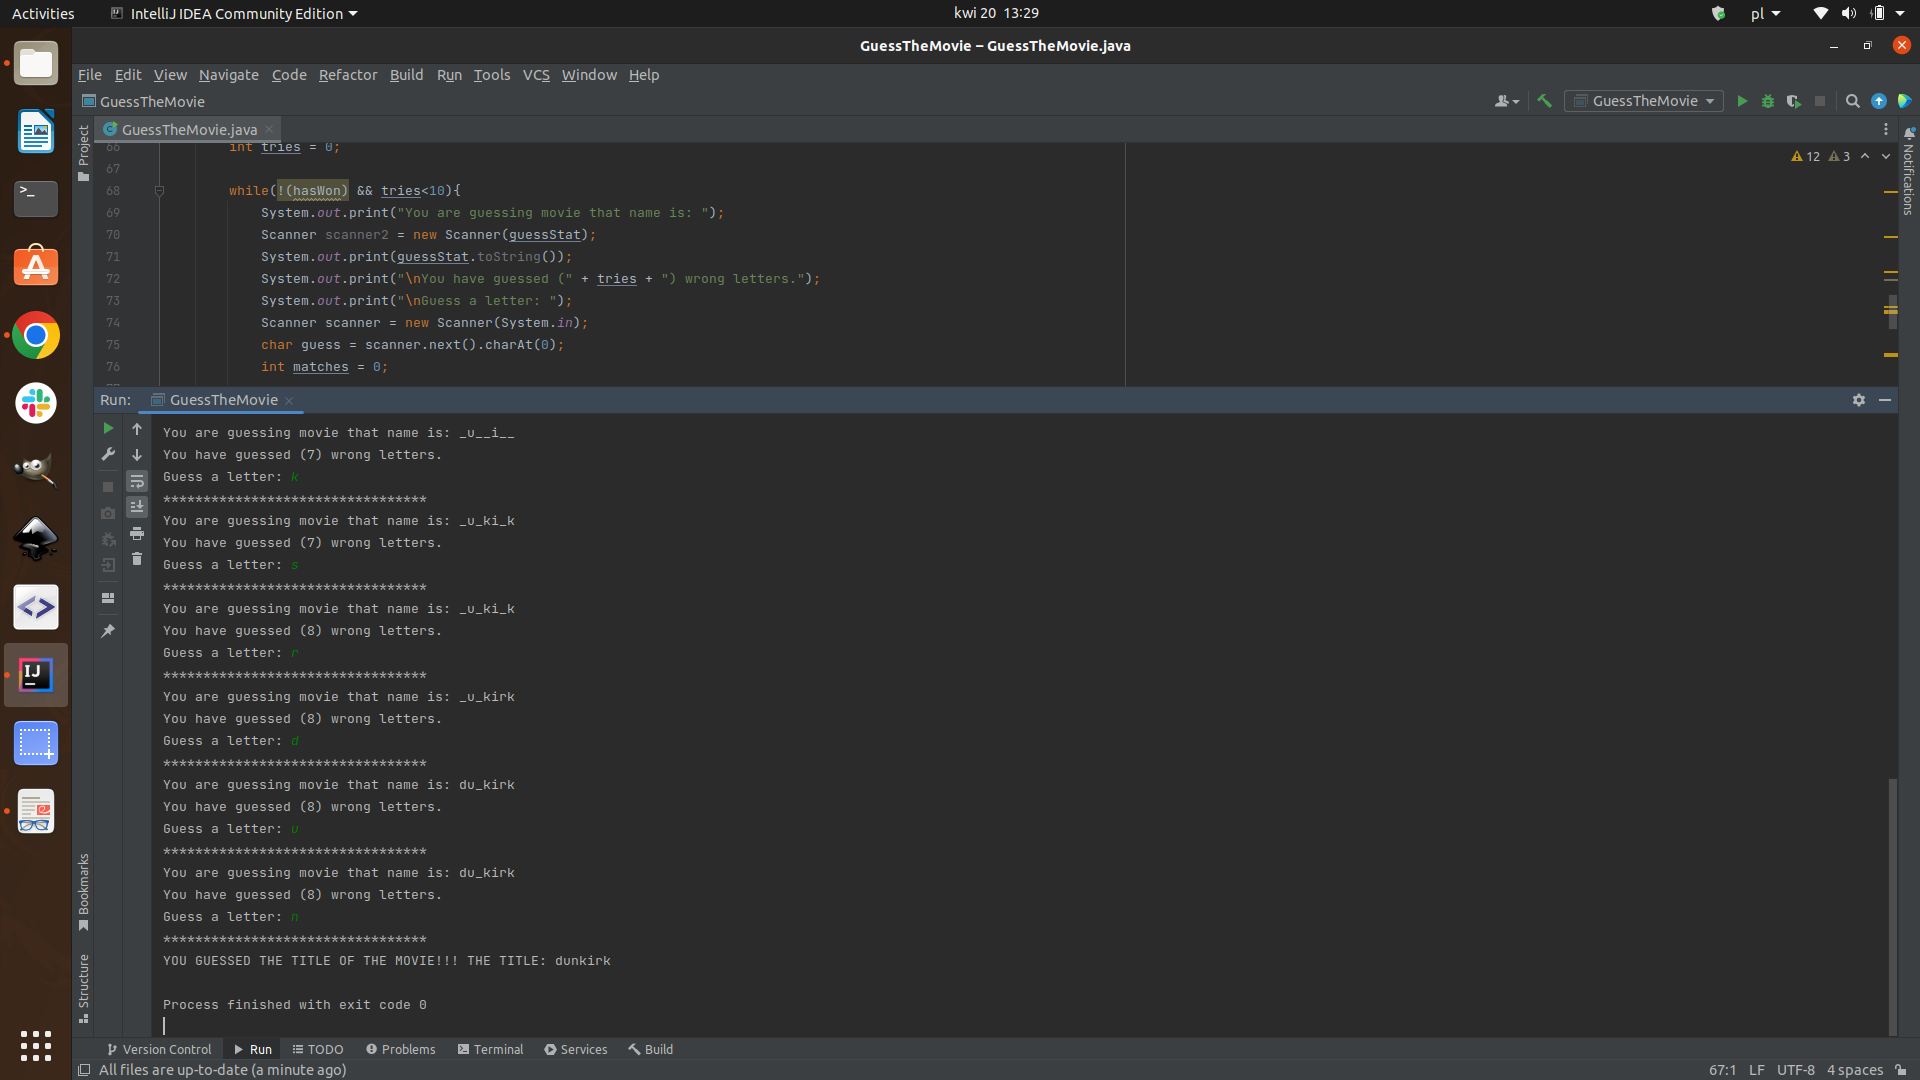 Activities
IntelliJ IDEA Community Edition
kwi 20 13:29
pl
GuessTheMovie – GuessTheMovie.java
File Edit View Navigate Code Refactor Build Run Tools VCS Window Help
GuessTheMovie
GuessTheMovie
Project
GuessTheMovie.java
Notifications
12 3
66 int tries = 0;
67
68 while(!(hasWon) && tries<10){
69 System.out.print("You are guessing movie that name is: ");
70 Scanner scanner2 = new Scanner(guessStat);
71 System.out.print(guessStat.toString());
72 System.out.print("\nYou have guessed (" + tries + ") wrong letters.");
73 System.out.print("\nGuess a letter: ");
74 Scanner scanner = new Scanner(System.in);
75 char guess = scanner.next().charAt(0);
76 int matches = 0;
Run: GuessTheMovie
You are guessing movie that name is: _u__i__
You have guessed (7) wrong letters.
Guess a letter: k
*********************************
You are guessing movie that name is: _u_ki_k
You have guessed (7) wrong letters.
Guess a letter: s
*********************************
You are guessing movie that name is: _u_ki_k
You have guessed (8) wrong letters.
Guess a letter: r
*********************************
You are guessing movie that name is: _u_kirk
You have guessed (8) wrong letters.
Guess a letter: d
*********************************
You are guessing movie that name is: du_kirk
You have guessed (8) wrong letters.
Guess a letter: u
*********************************
You are guessing movie that name is: du_kirk
You have guessed (8) wrong letters.
Guess a letter: n
*********************************
YOU GUESSED THE TITLE OF THE MOVIE!!! THE TITLE: dunkirk
Process finished with exit code 0
Bookmarks
Structure
Version Control Run TODO Problems Terminal Services Build
All files are up-to-date (a minute ago)
67:1 LF UTF-8 4 spaces